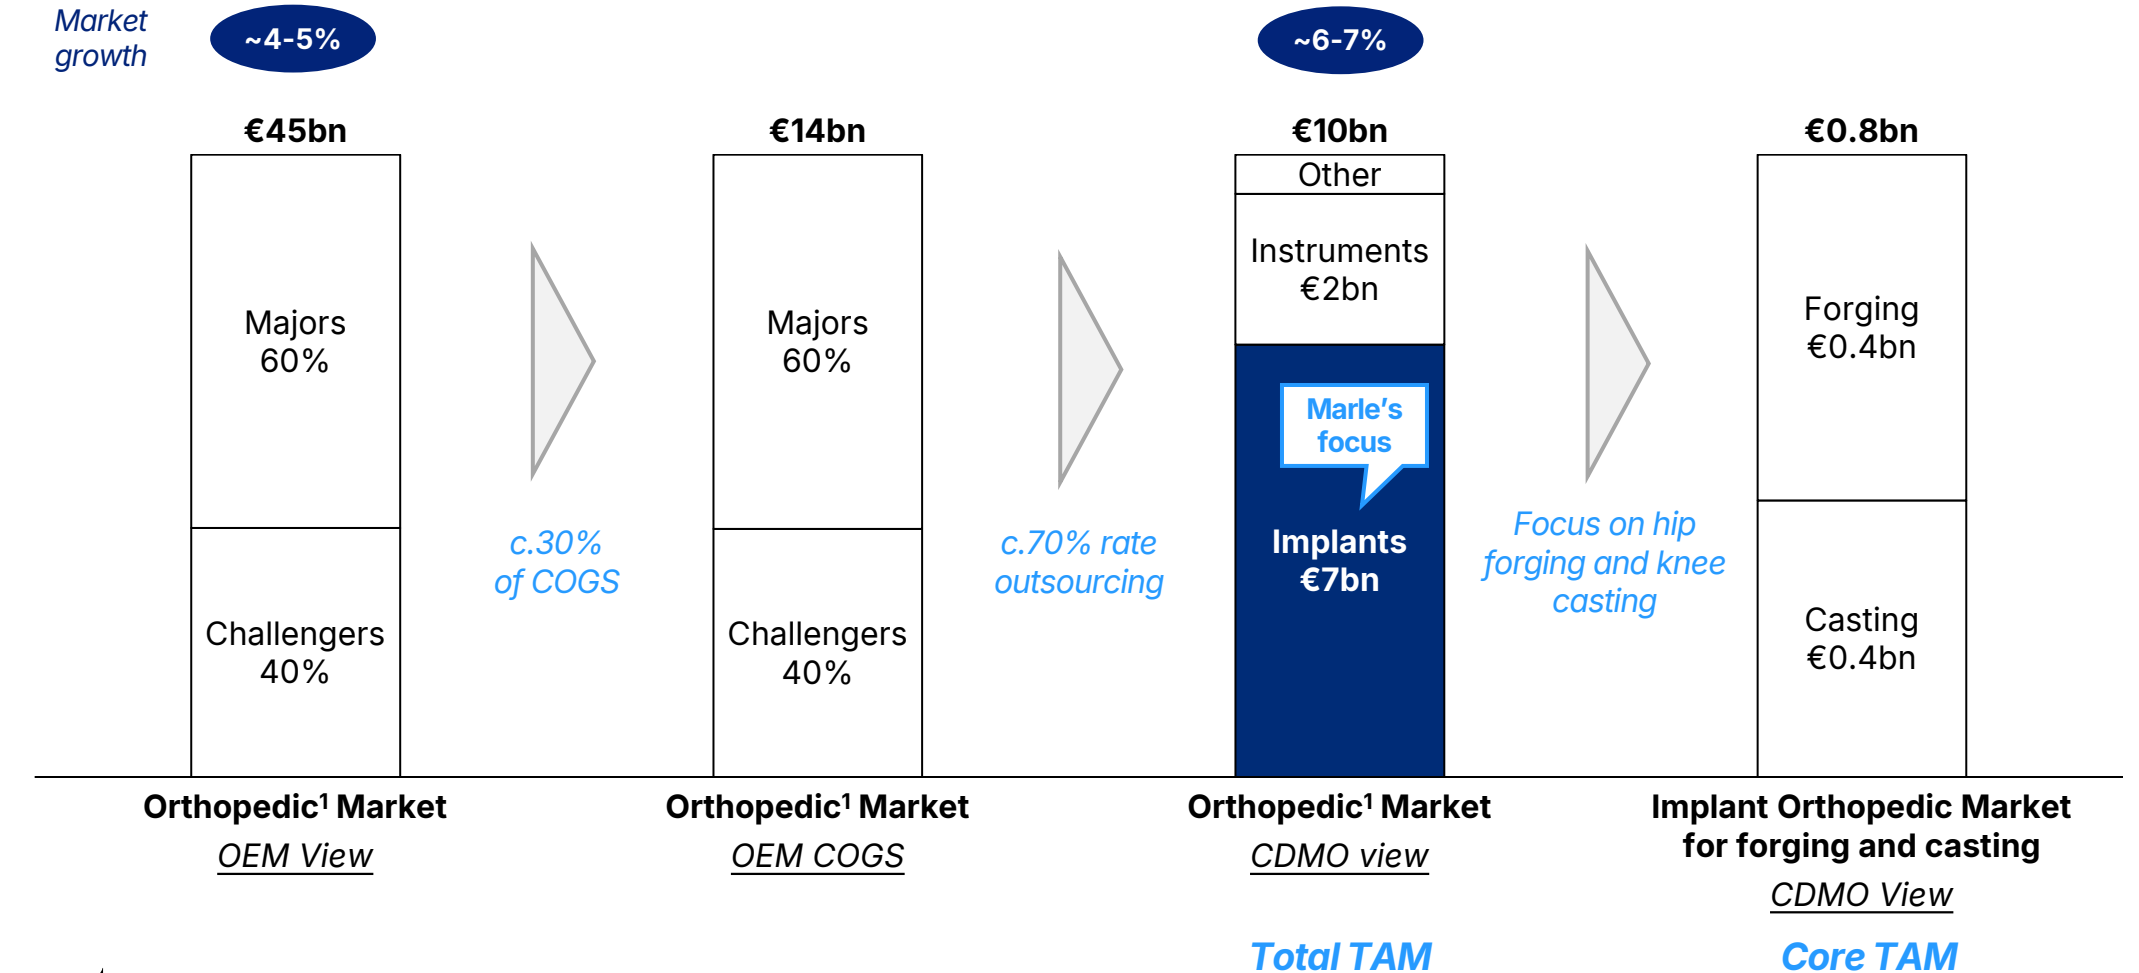 Market
growth
~4-5%
~6-7%
€45bn
€14bn
€10bn
€0.8bn
Majors
60%
Challengers
40%
c.30%
of COGS
Majors
60%
Challengers
40%
c.70% rate
outsourcing
Other
Instruments
€2bn
Marle’s
focus
Implants
€7bn
Focus on hip
forging and knee
casting
Forging
€0.4bn
Casting
€0.4bn
Orthopedic¹ Market
OEM View
Orthopedic¹ Market
OEM COGS
Orthopedic¹ Market
CDMO view
Total TAM
Implant Orthopedic Market
for forging and casting
CDMO View
Core TAM